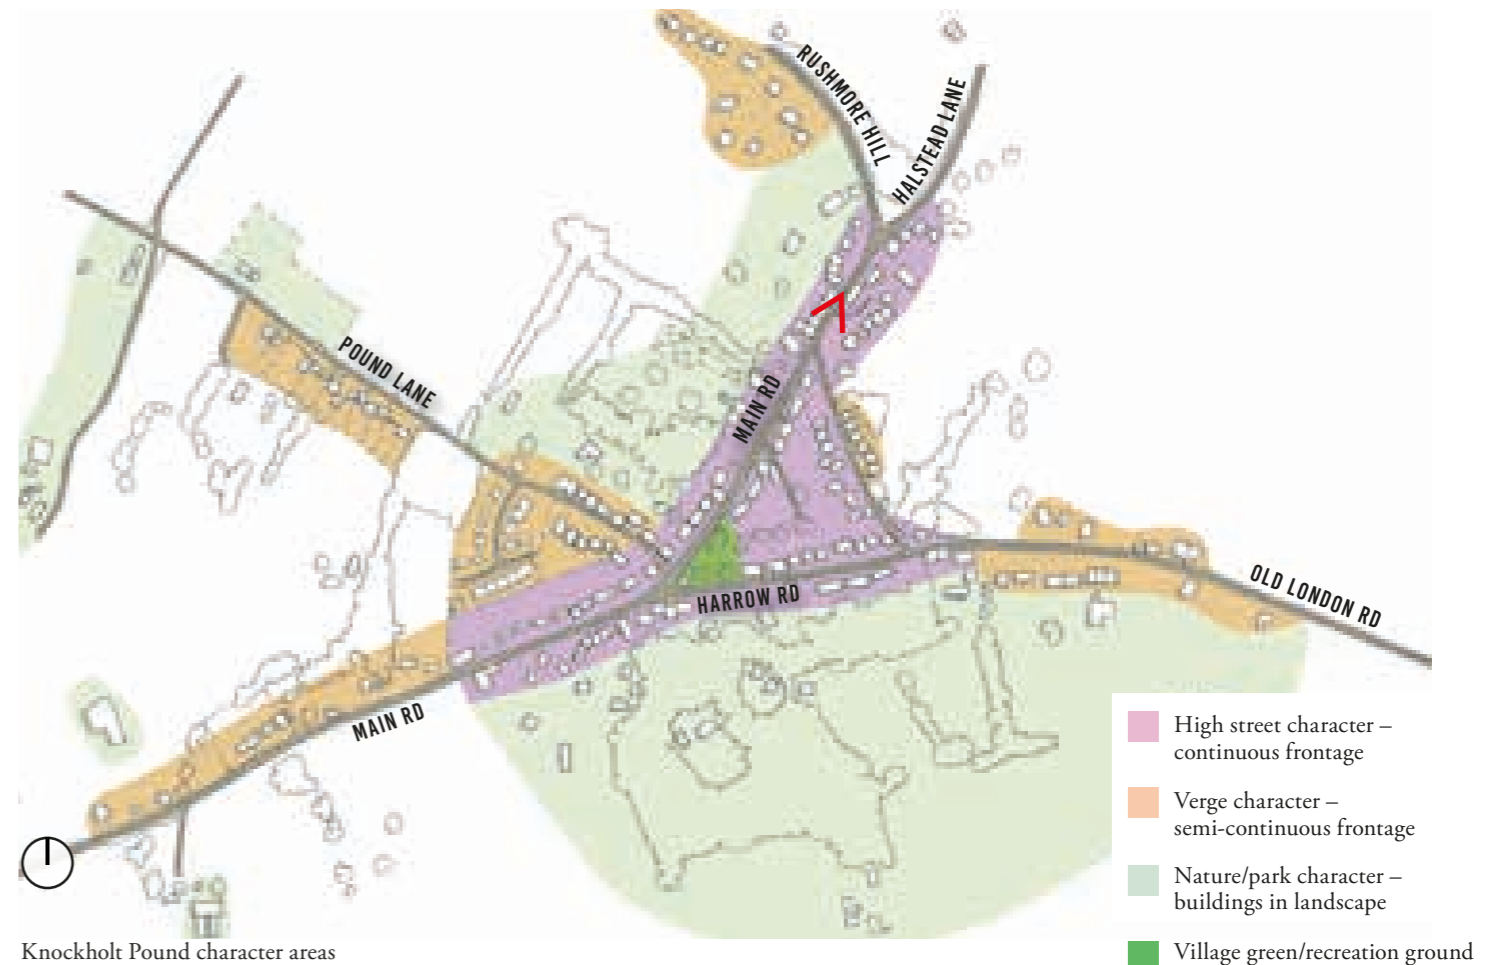 RUSHMORE HILL
HALSTEAD LANE
POUND LANE
MAIN RD
HARROW RD
OLD LONDON RD
MAIN RD
High street character –
continuous frontage
Verge character –
semi-continuous frontage
Nature/park character –
buildings in landscape
Village green/recreation ground
Knockholt Pound character areas